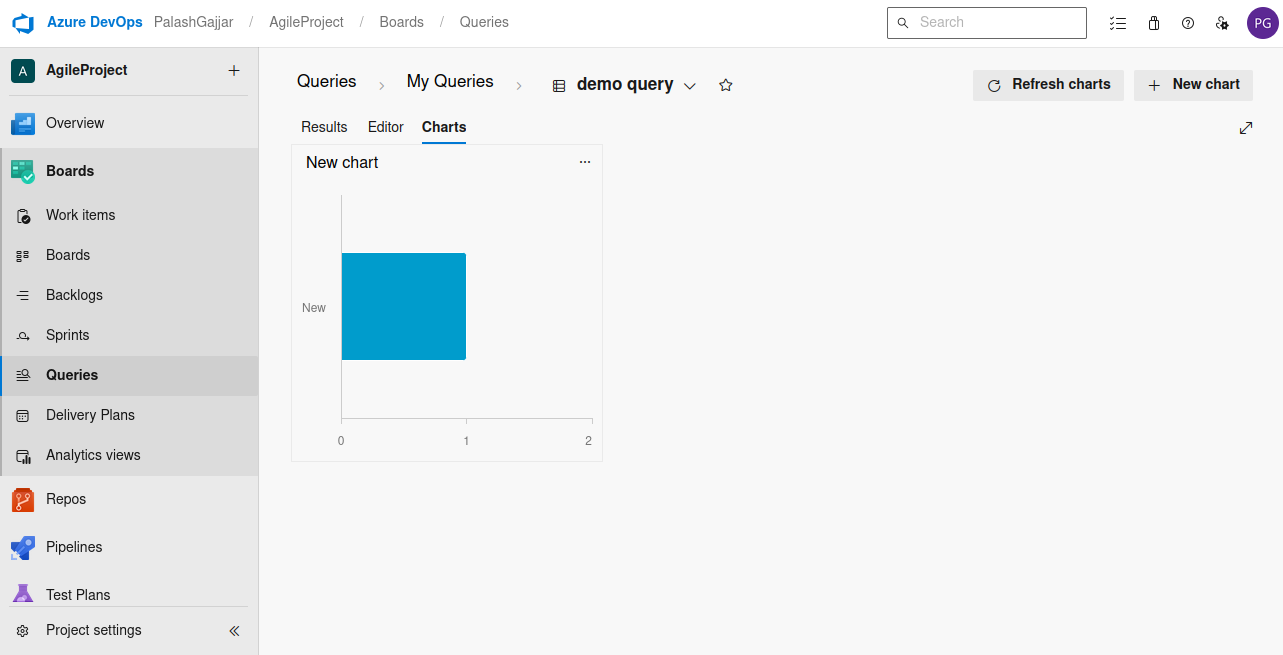 Azure DevOps PalashGajjar / AgileProject / Boards / Queries
Search
PG
A AgileProject
Overview
Boards
Work items
Boards
Backlogs
Sprints
Queries
Delivery Plans
Analytics views
Repos
Pipelines
Test Plans
Project settings
Queries My Queries demo query
Refresh charts
New chart
Results Editor Charts
New chart
New
0 1 2